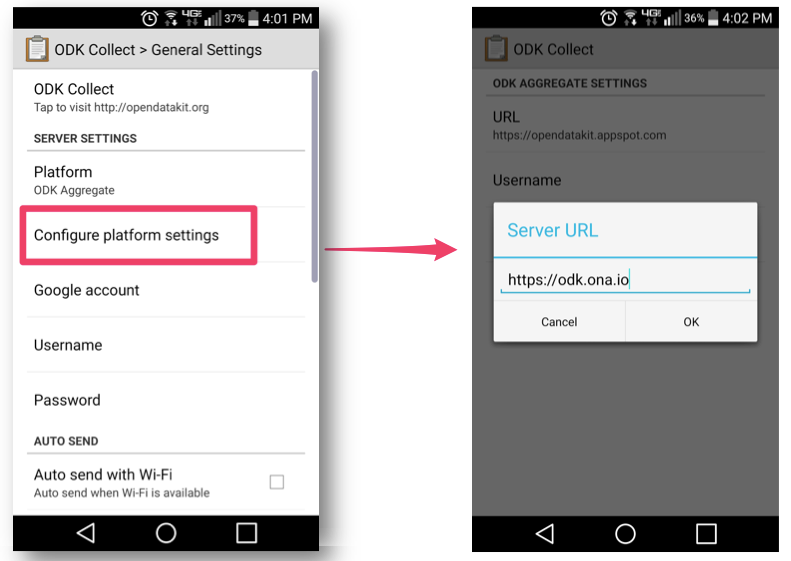 4G 37% 4:01 PM
ODK Collect > General Settings
ODK Collect
Tap to visit http://opendatakit.org
SERVER SETTINGS
Platform
ODK Aggregate
Configure platform settings
Google account
Username
Password
AUTO SEND
Auto send with Wi-Fi
Auto send when Wi-Fi is available
4G 36% 4:02 PM
ODK Collect
ODK AGGREGATE SETTINGS
URL
https://opendatakit.appspot.com
Username
Server URL
https://odk.ona.io
Cancel
OK